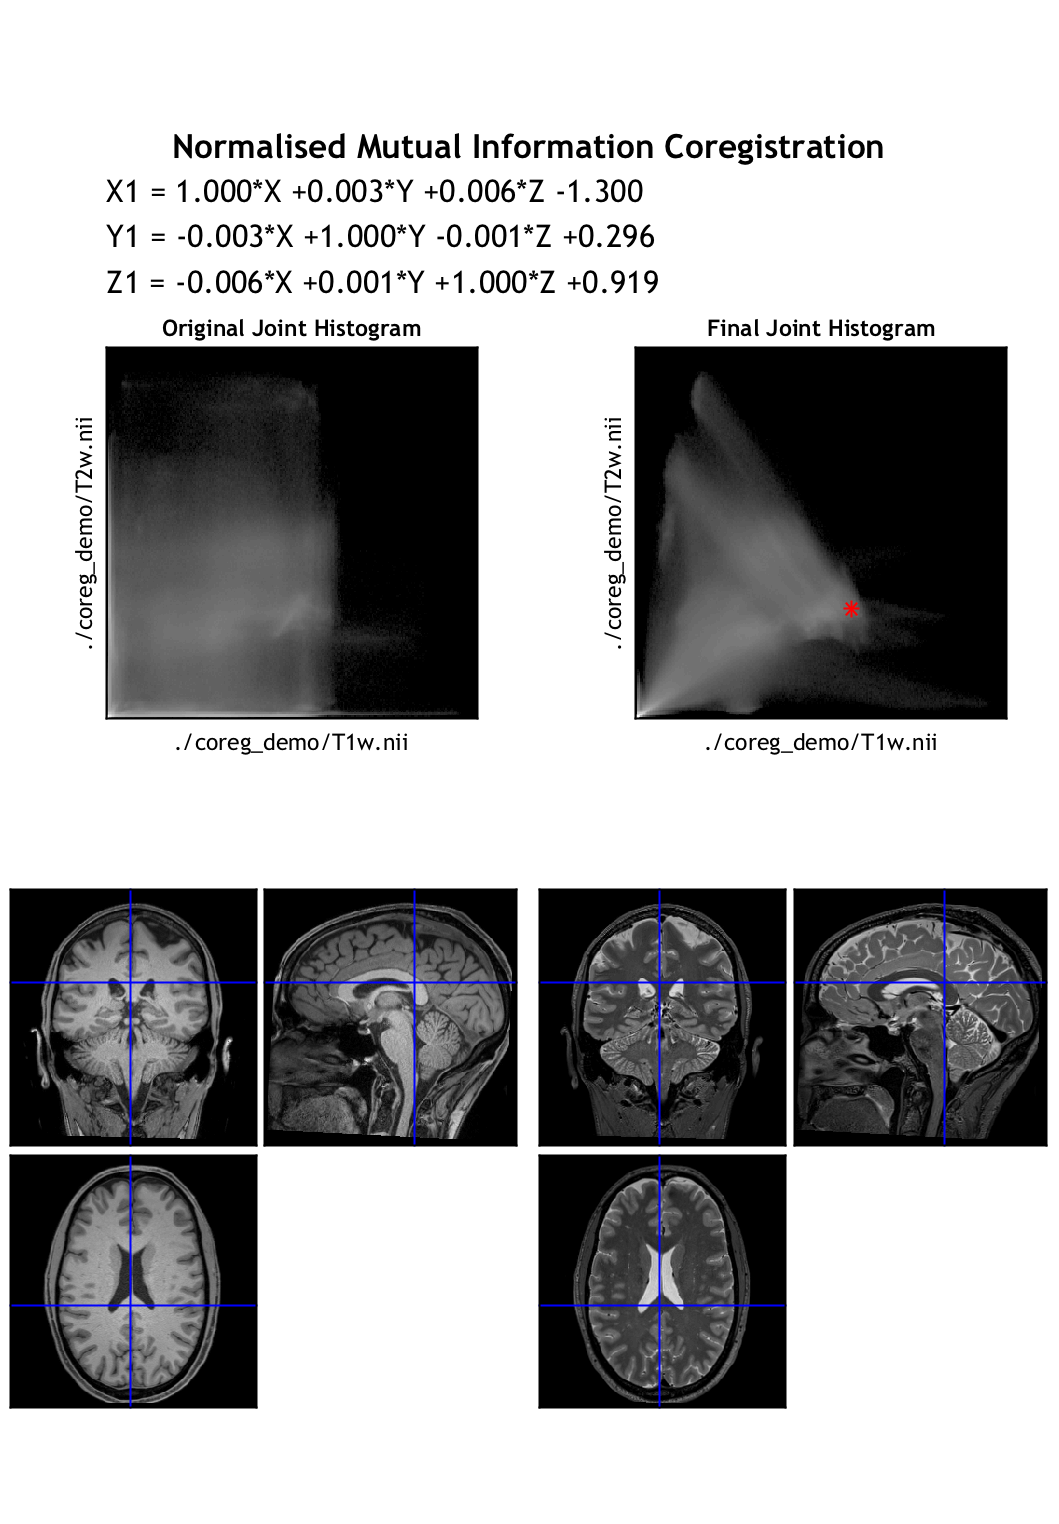 Normalised Mutual Information Coregistration
X1 = 1.000*X +0.003*Y +0.006*Z -1.300
Y1 = -0.003*X +1.000*Y -0.001*Z +0.296
Z1 = -0.006*X +0.001*Y +1.000*Z +0.919
Original Joint Histogram
./coreg_demo/T2w.nii
./coreg_demo/T1w.nii
Final Joint Histogram
./coreg_demo/T2w.nii
./coreg_demo/T1w.nii